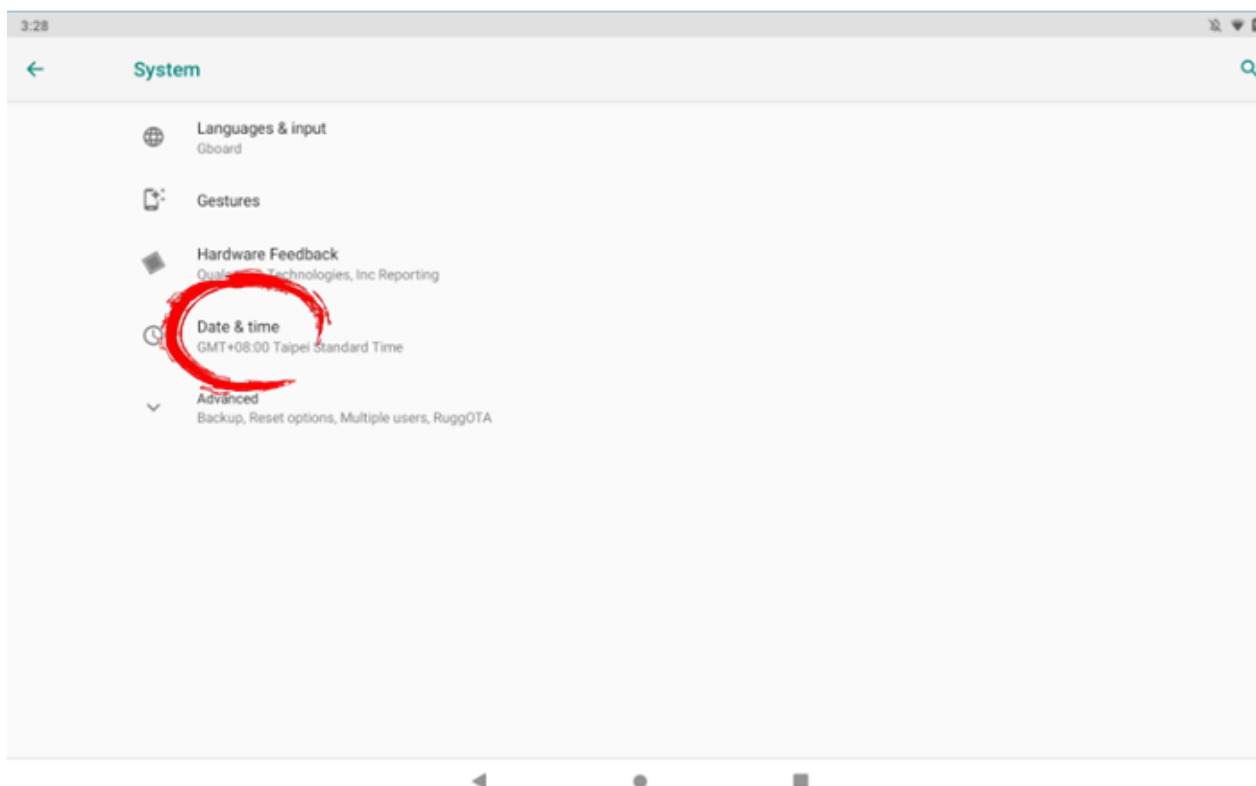 3:28
System
Languages & input
Gboard
Gestures
Hardware Feedback
Technologies, Inc Reporting
Date & time
GMT+08:00 Taipei Standard Time
Advanced
Backup, Reset options, Multiple users, RuggOTA